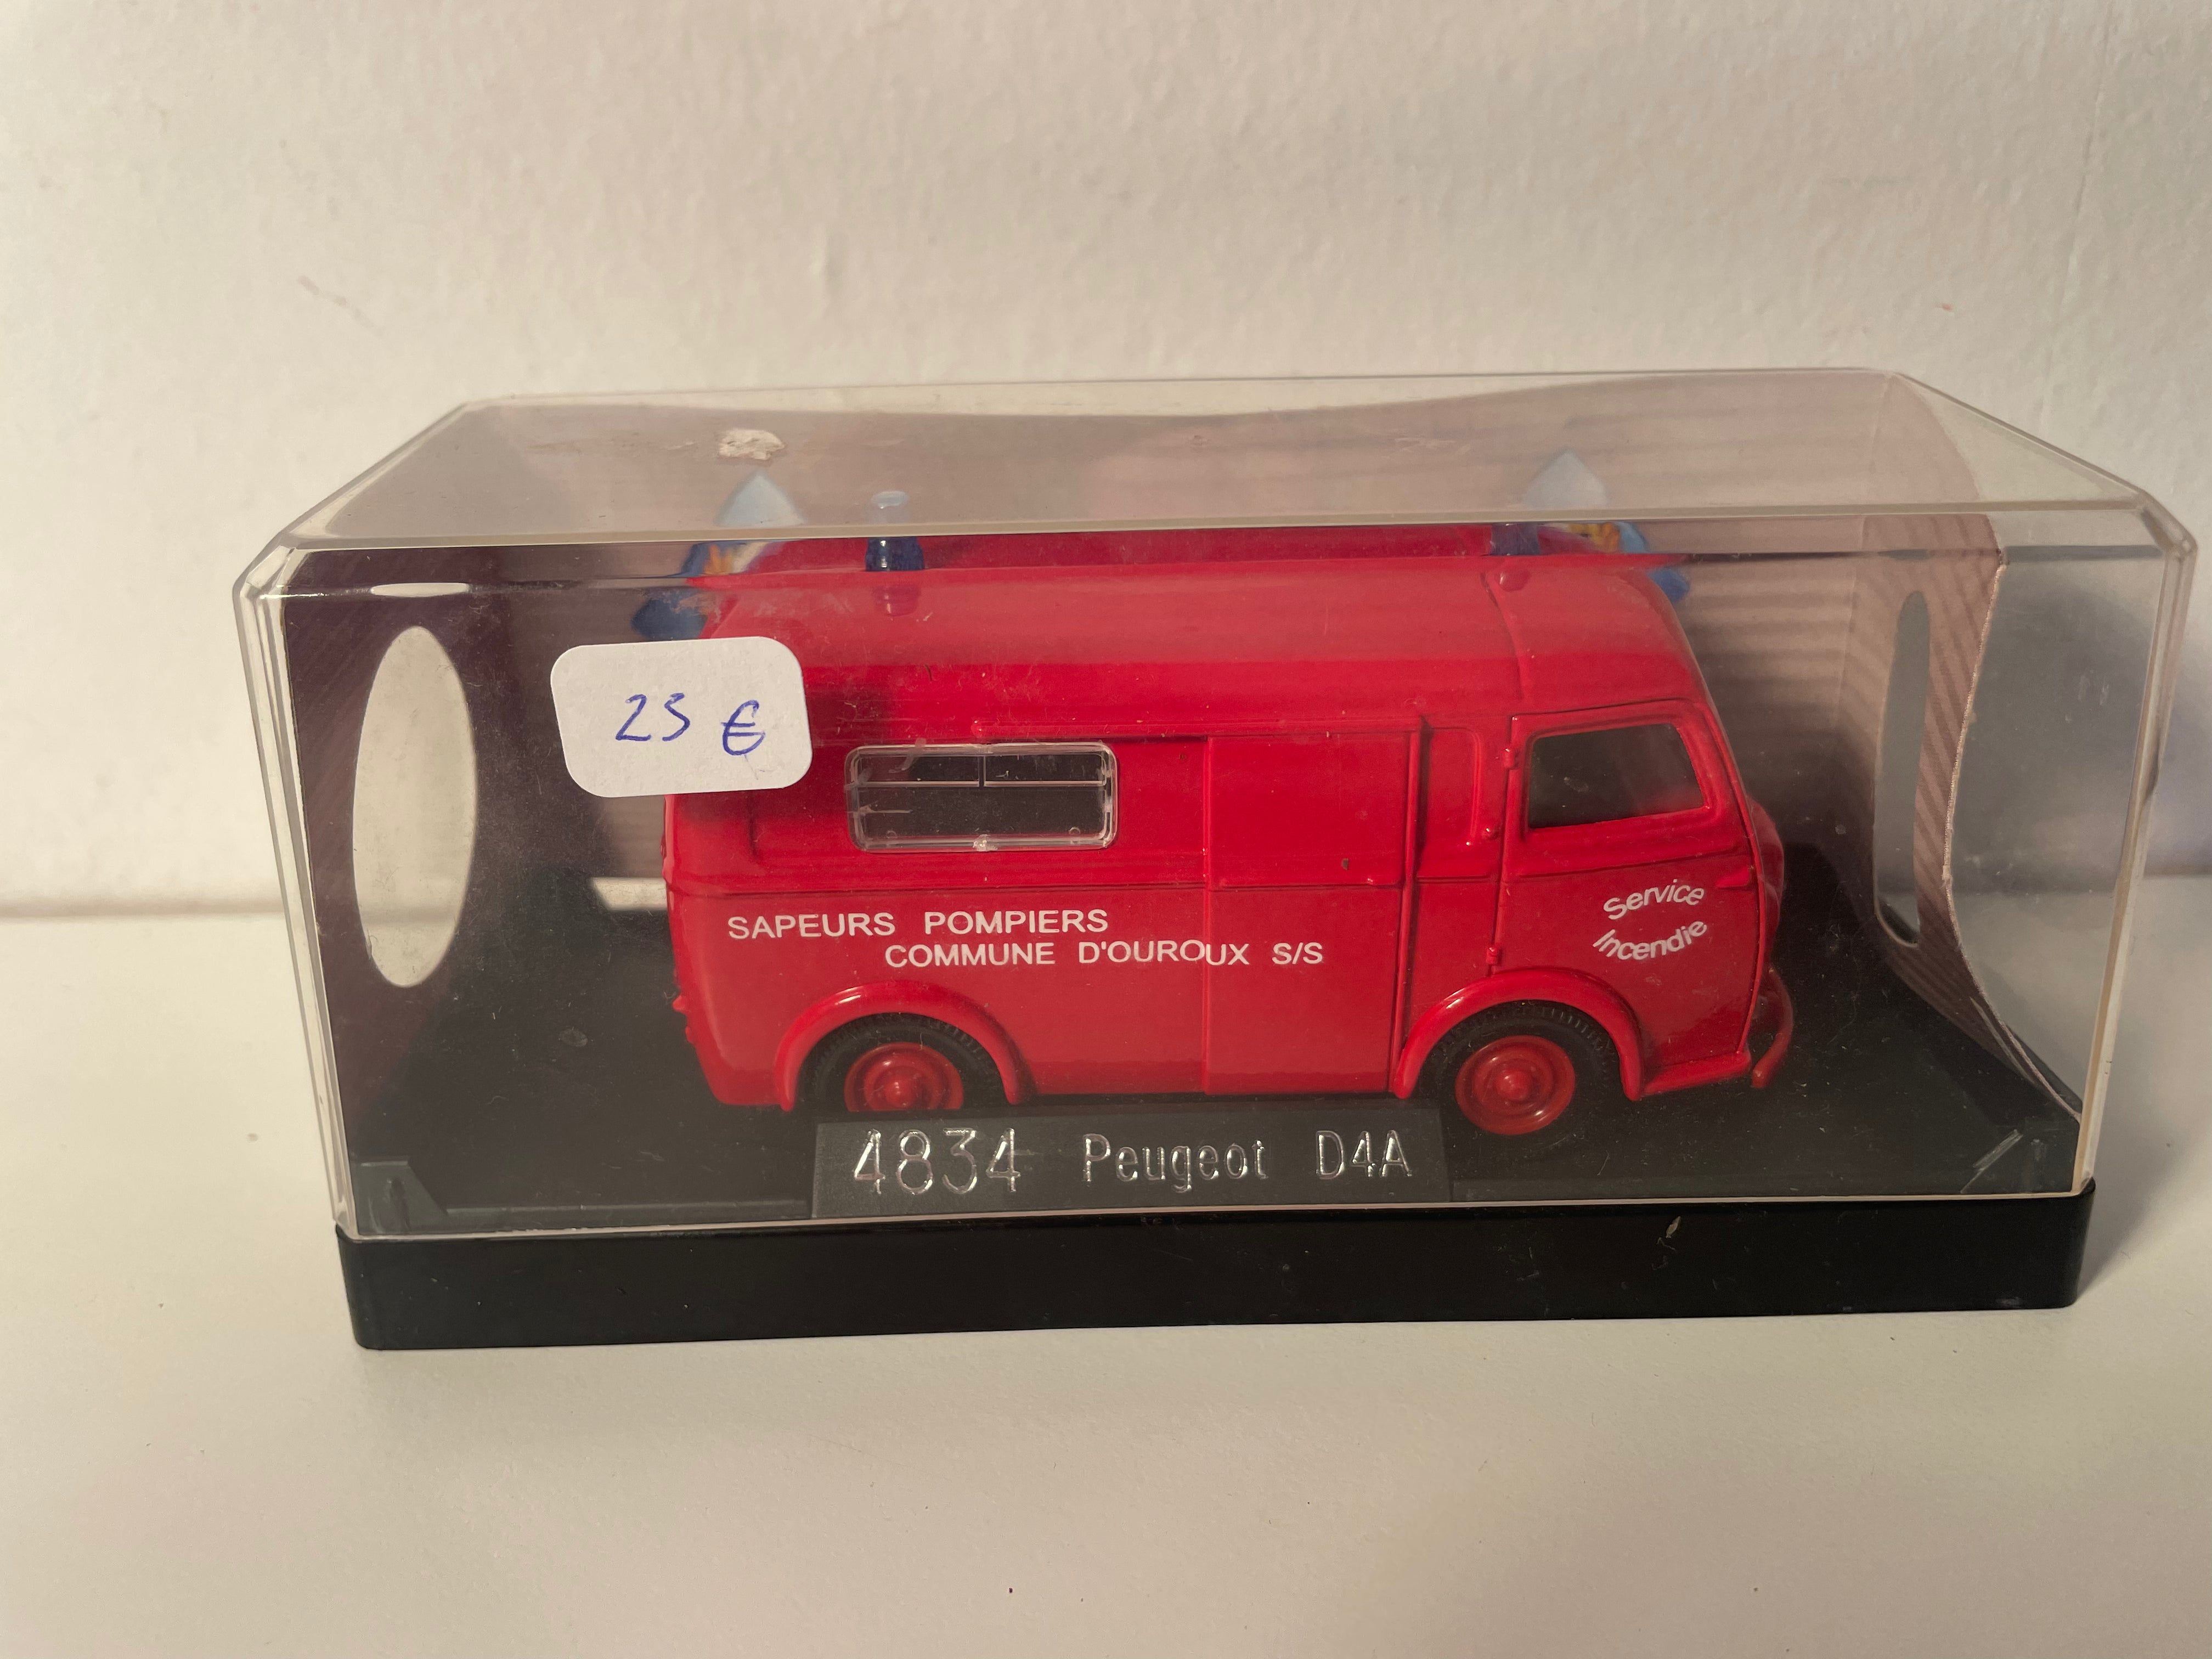 25 €
SAPEURS POMPIERS
COMMUNE D'OUROUX S/S
Service
Incendie
4834 Peugeot D4A